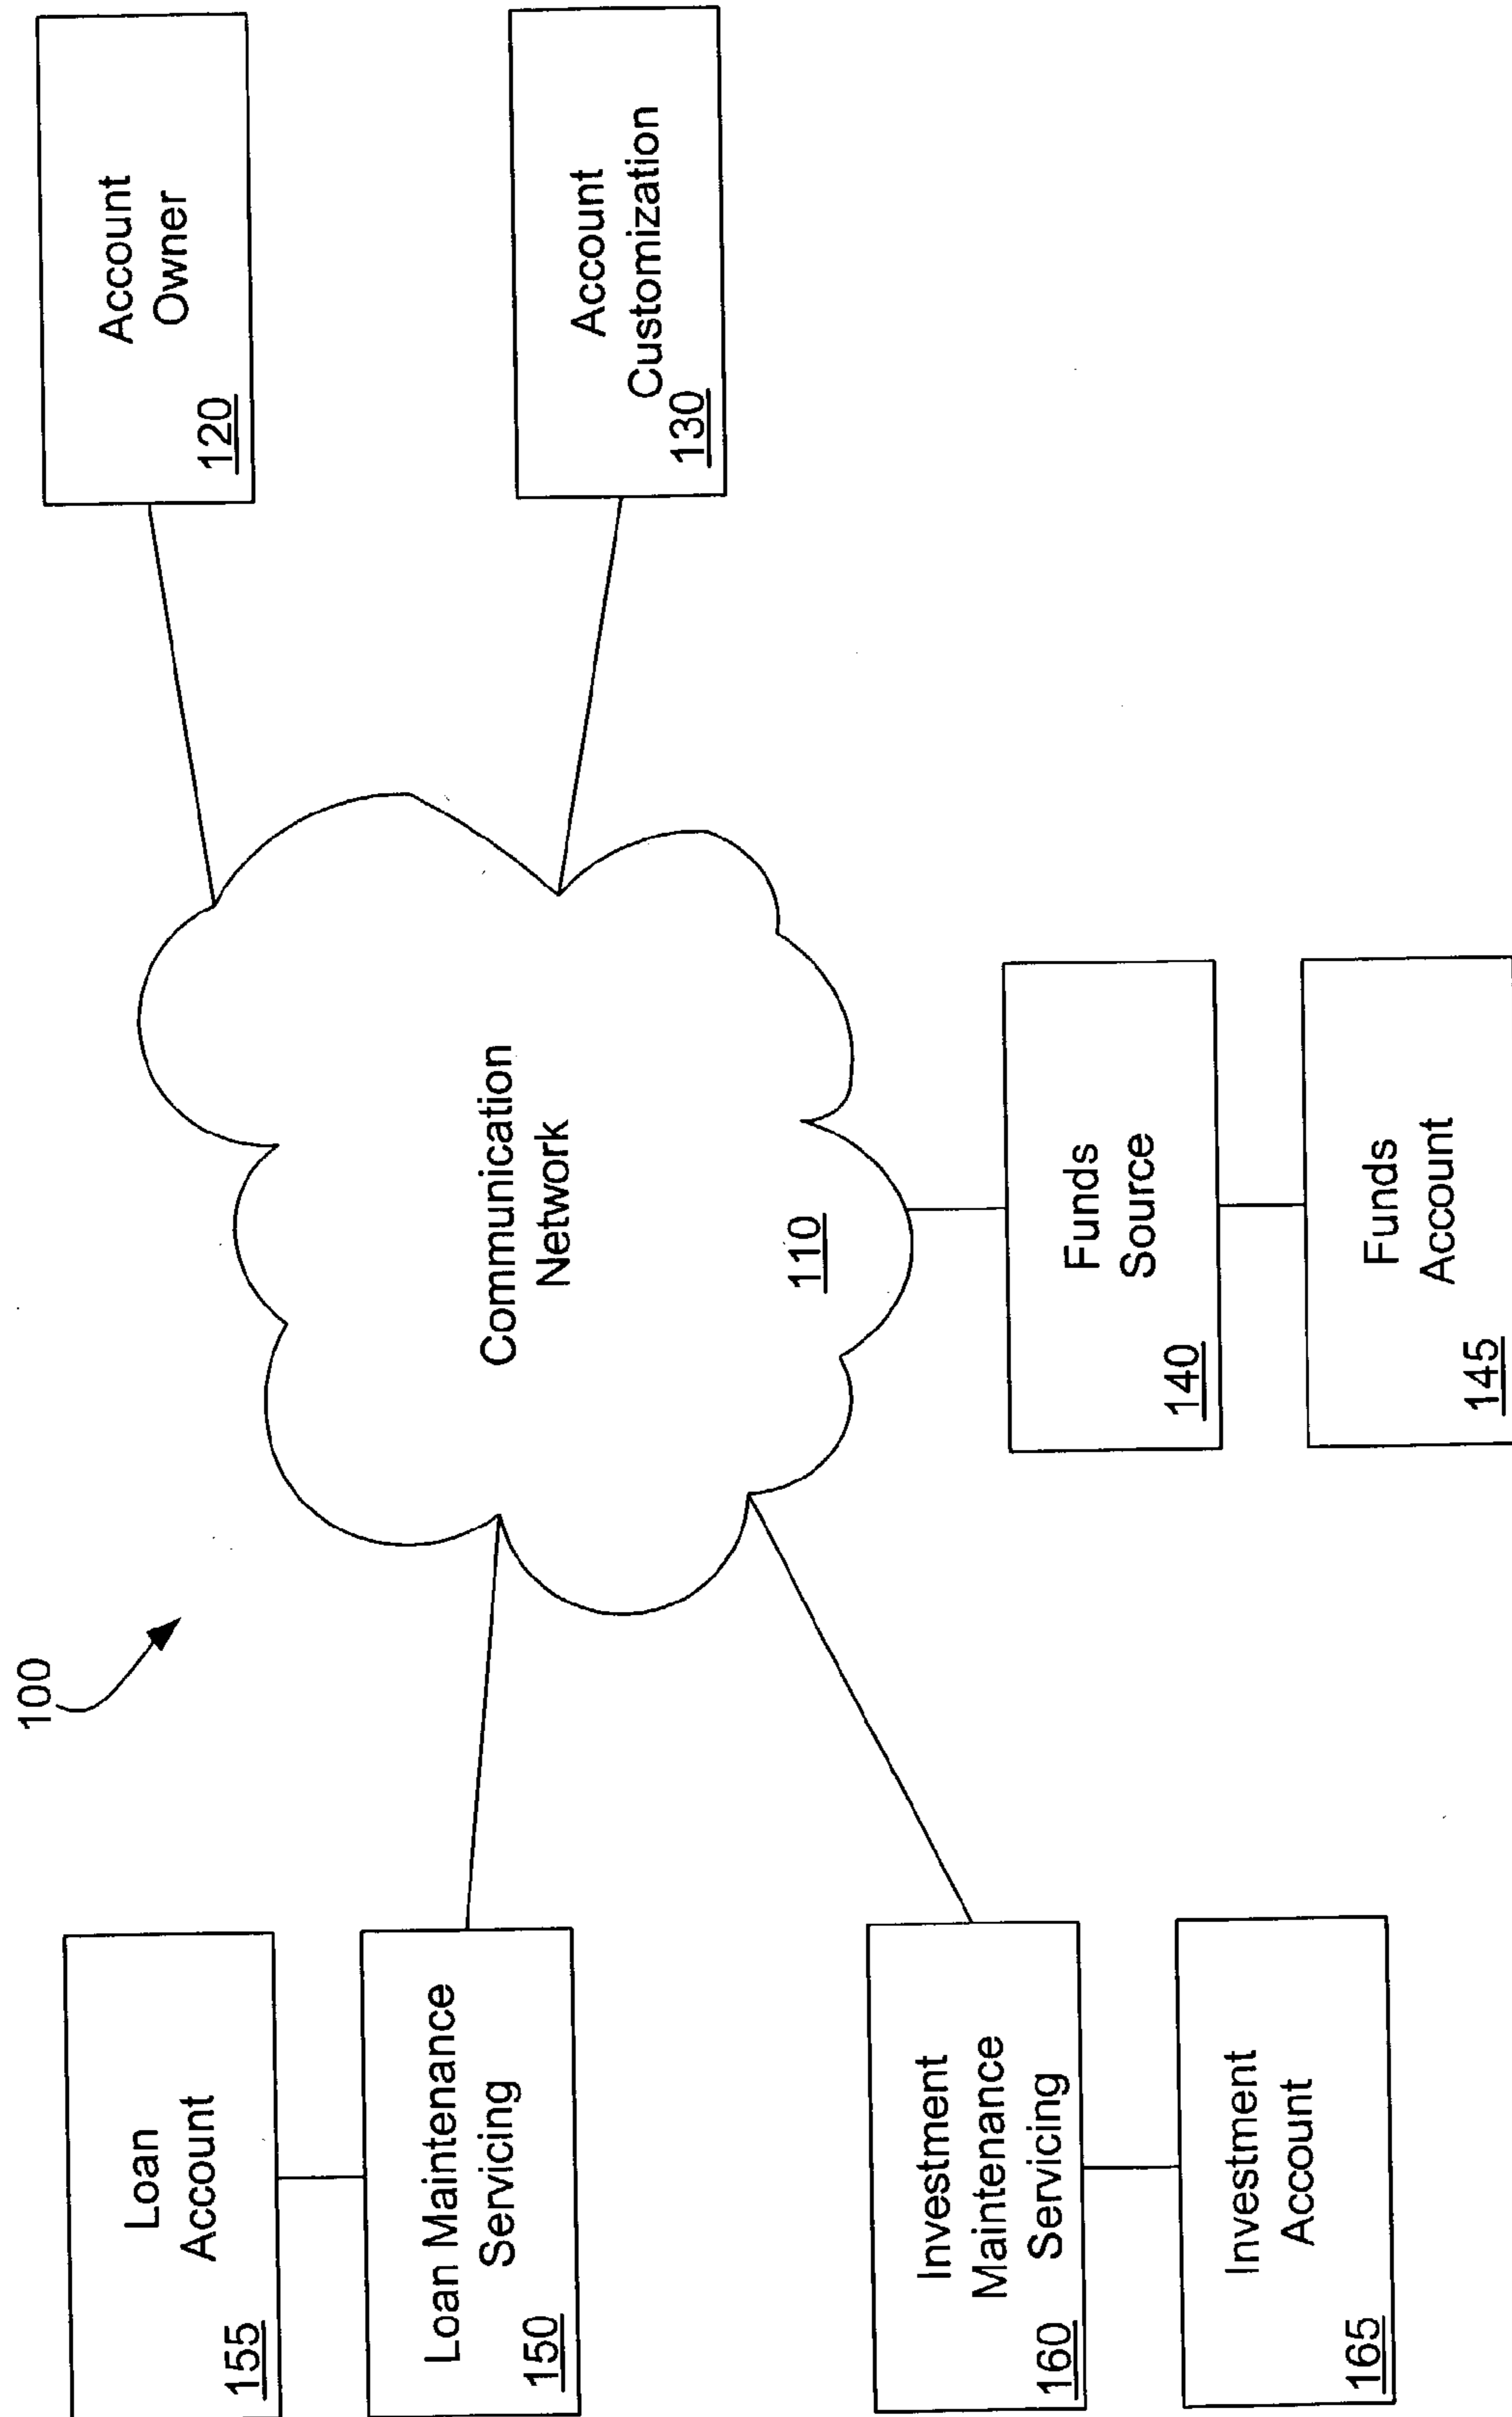 100
Loan
Account
155
Loan Maintenance
Servicing
150
Investment
Maintenance
Servicing
160
Investment
Account
165
Communication
Network
110
Account
Owner
120
Account
Customization
130
Funds
Source
140
Funds
Account
145